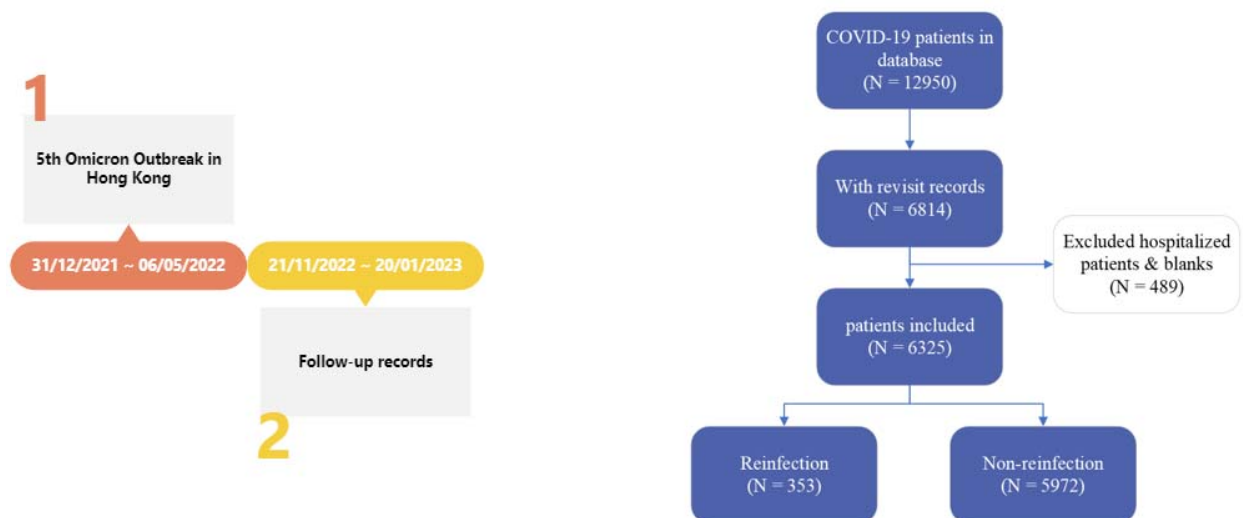 1
5th Omicron Outbreak in
Hong Kong
31/12/2021 ~ 06/05/2022
21/11/2022 ~ 20/01/2023
Follow-up records
2
COVID-19 patients in
database
(N = 12950)
With revisit records
(N = 6814)
Excluded hospitalized
patients & blanks
(N = 489)
patients included
(N = 6325)
Reinfection
(N = 353)
Non-reinfection
(N = 5972)